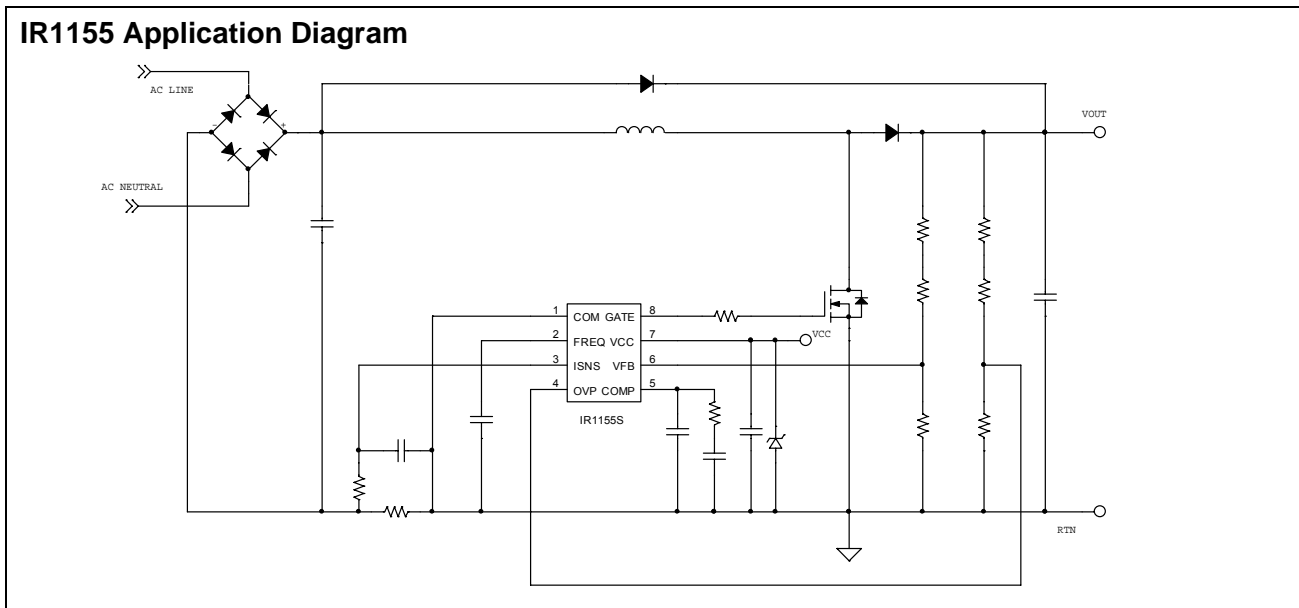 IR1155 Application Diagram
AC LINE
- +
VOUT
AC NEUTRAL
1 COM GATE 8
VCC
2 FREQ VCC 7
3 ISNS VFB 6
4 OVP COMP 5
IR1155S
RTN